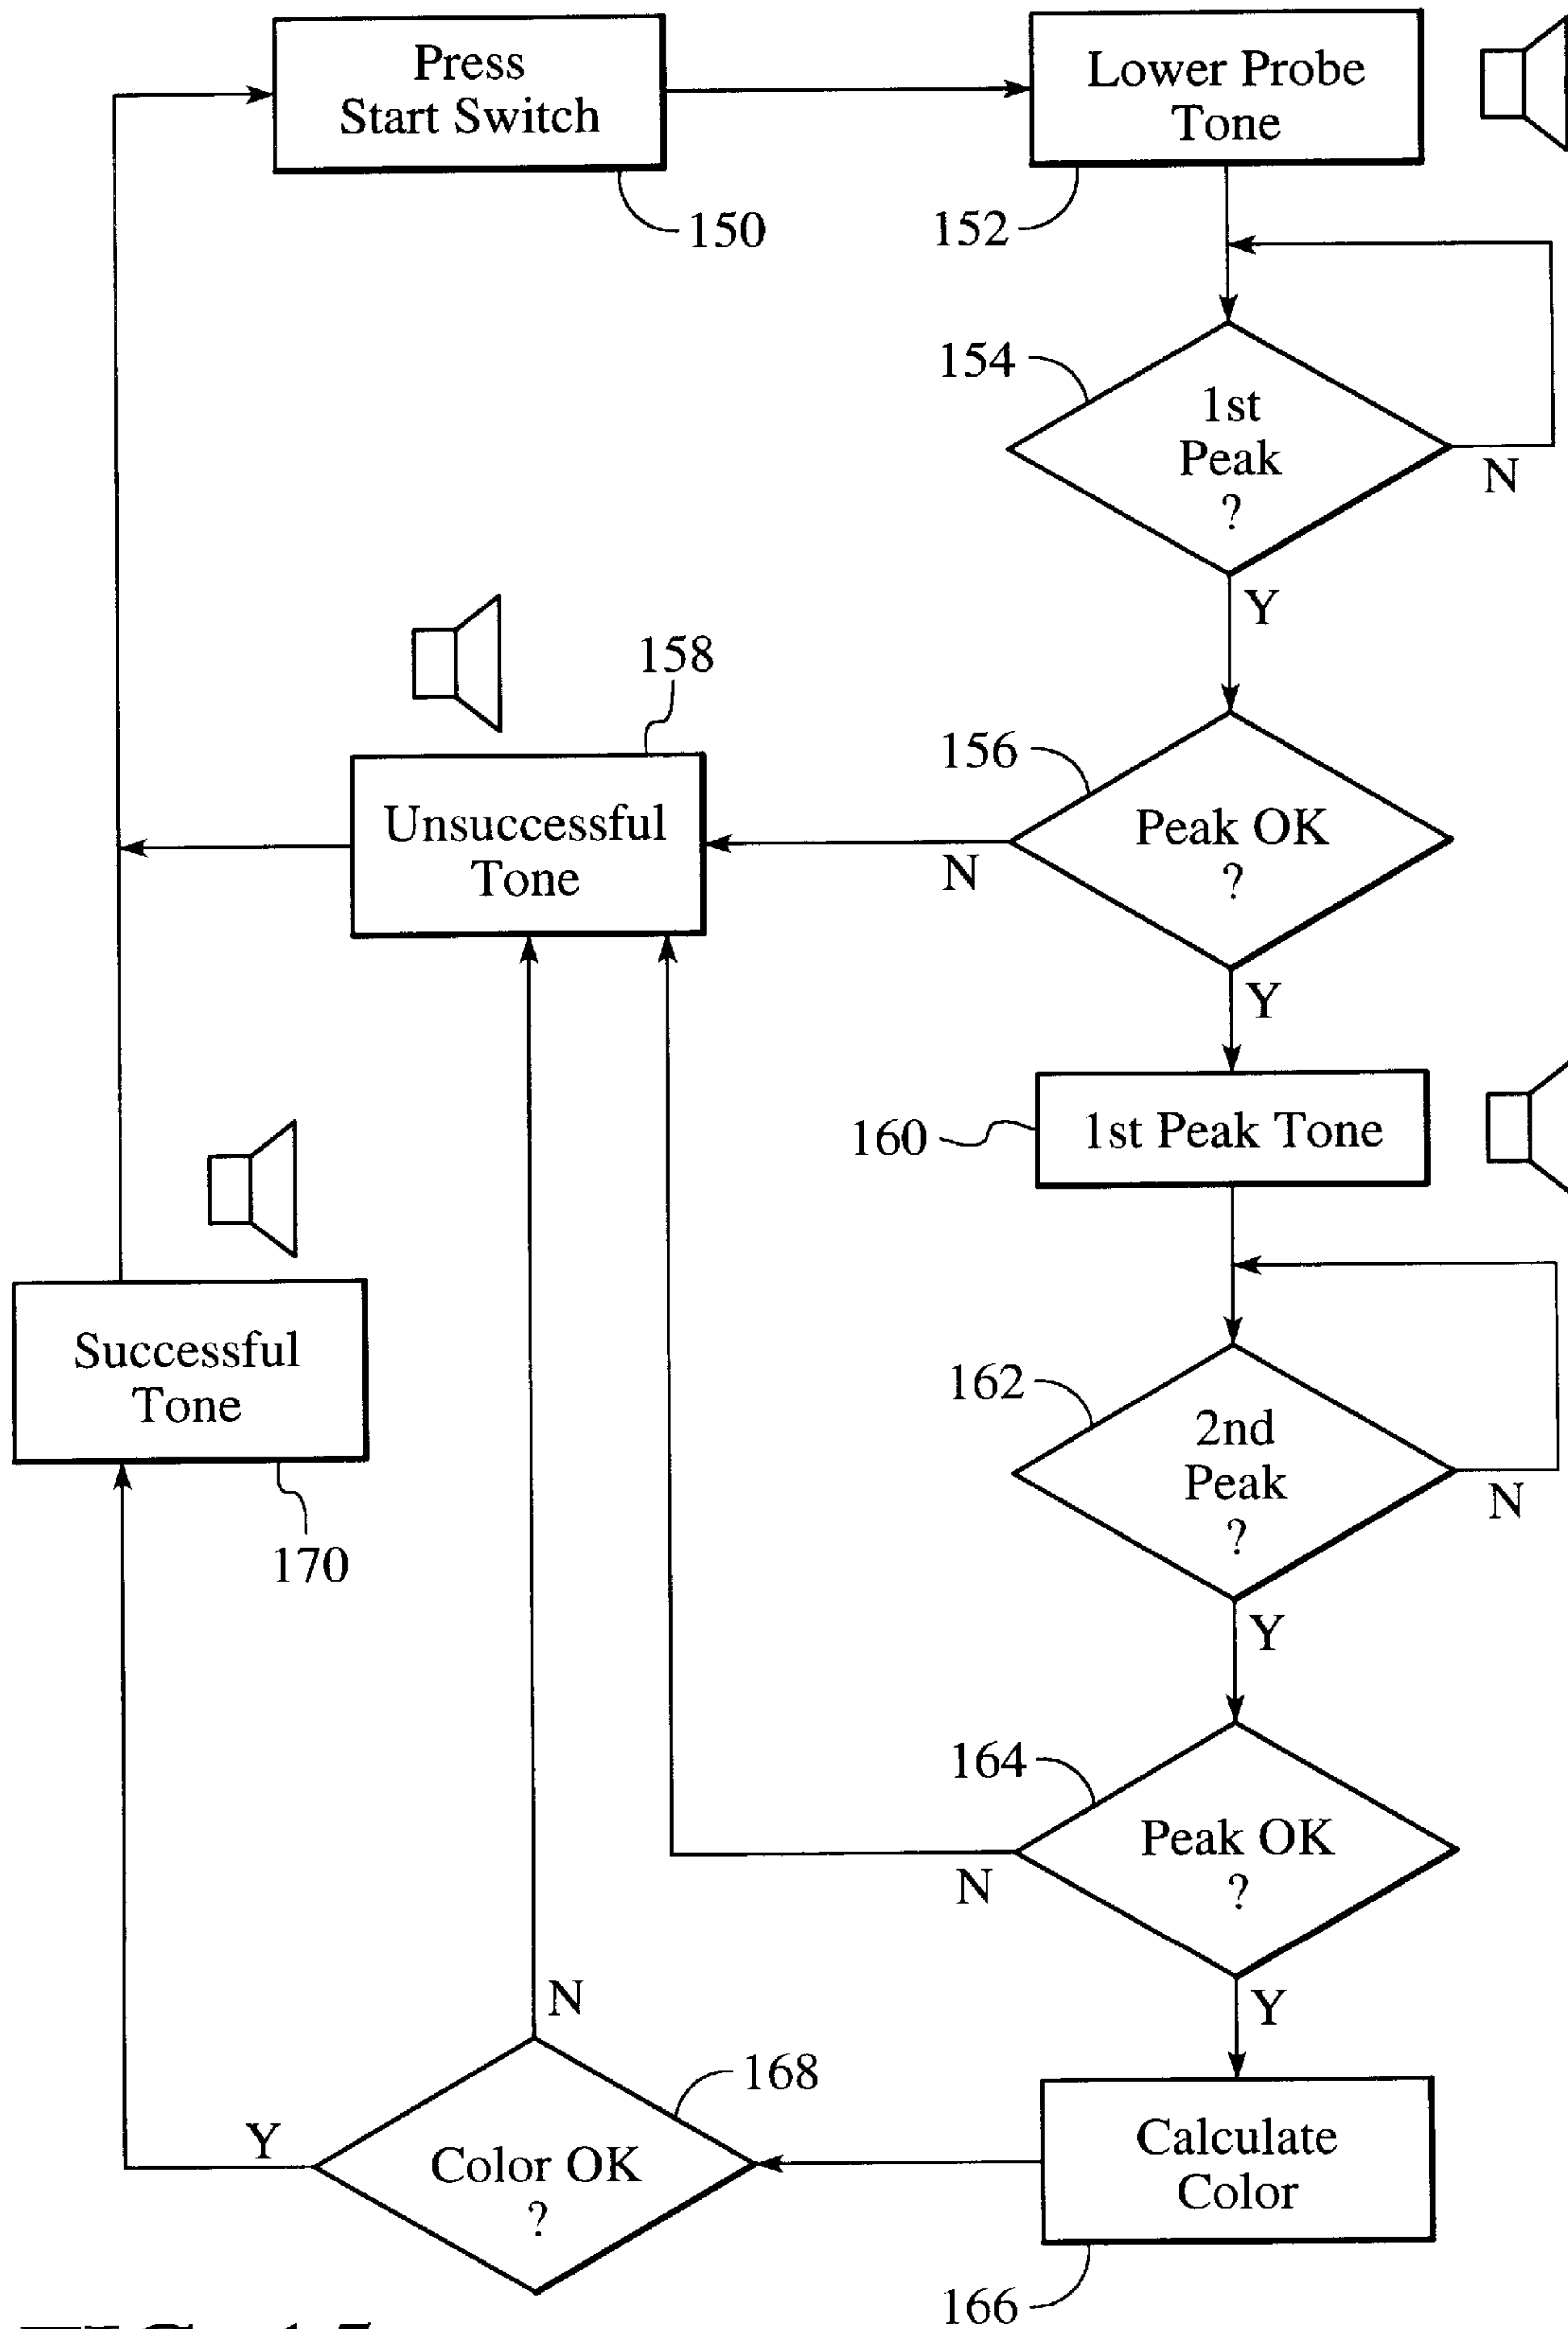 Press
Start Switch
150
Lower Probe
Tone
152
154
1st
Peak
?
N
Y
156
Peak OK
?
N
Y
158
Unsuccessful
Tone
160
1st Peak Tone
162
2nd
Peak
?
N
Y
164
Peak OK
?
N
Y
Successful
Tone
170
N
168
Y
Color OK
?
Calculate
Color
166